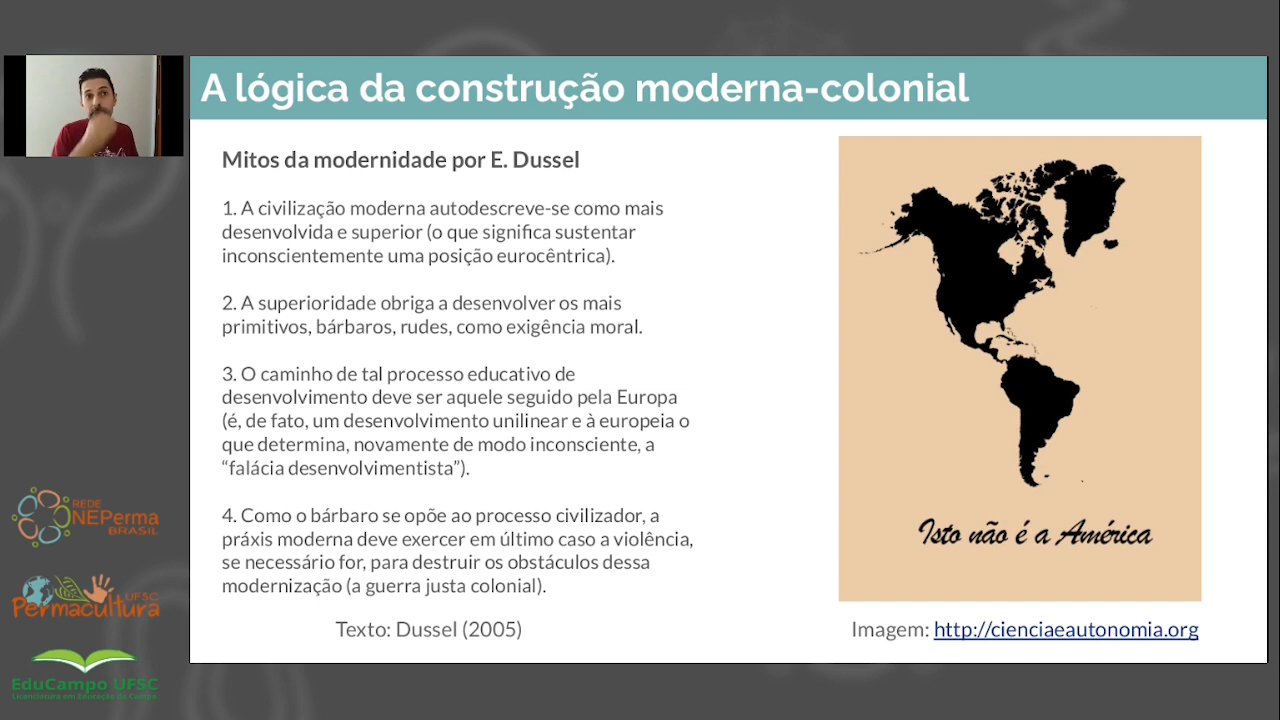 A lógica da construção moderna-colonial
Mitos da modernidade por E. Dussel
1. A civilização moderna autodescreve-se como mais
desenvolvida e superior (o que significa sustentar
inconscientemente uma posição eurocêntrica).
2. A superioridade obriga a desenvolver os mais
primitivos, bárbaros, rudes, como exigência moral.
3. O caminho de tal processo educativo de
desenvolvimento deve ser aquele seguido pela Europa
(é, de fato, um desenvolvimento unilinear e à europeia o
que determina, novamente de modo inconsciente, a
“falácia desenvolvimentista”).
4. Como o bárbaro se opõe ao processo civilizador, a
práxis moderna deve exercer em último caso a violência,
se necessário for, para destruir os obstáculos dessa
modernização (a guerra justa colonial).
Texto: Dussel (2005)
Isto não é a América
Imagem: http://cienciaeautonomia.org
REDE
NEPerma
BRASIL
UFSC
Permacultura
EduCampo UFSC
Licenciatura em Educação do Campo